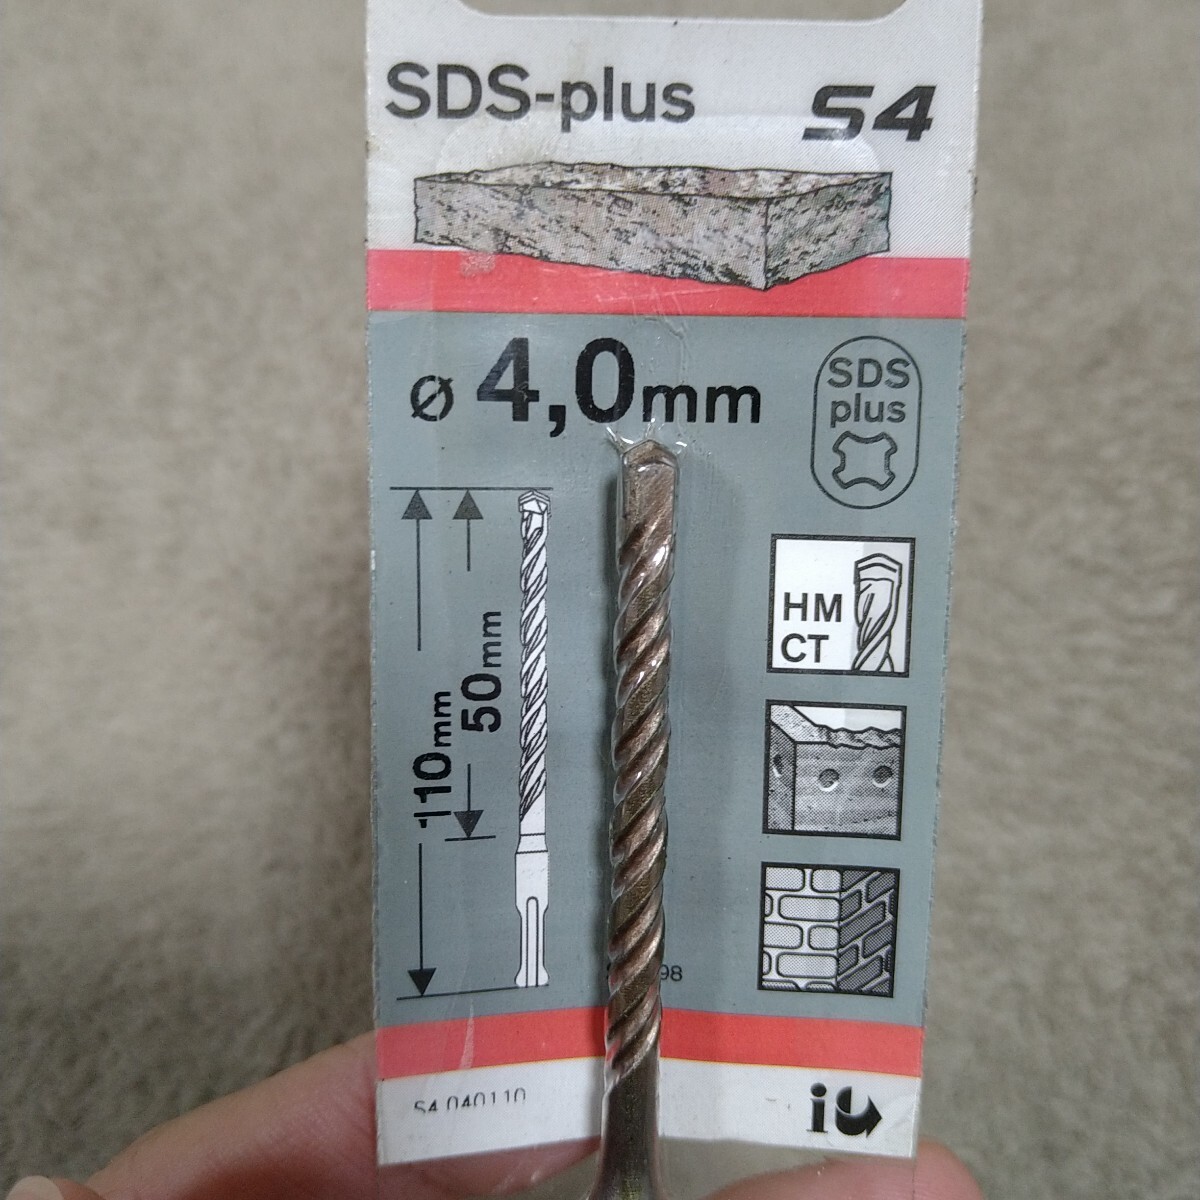 SDS-plus S4
ø 4,0mm
SDS
plus
50mm
110mm
HM
CT
98
S4 040110